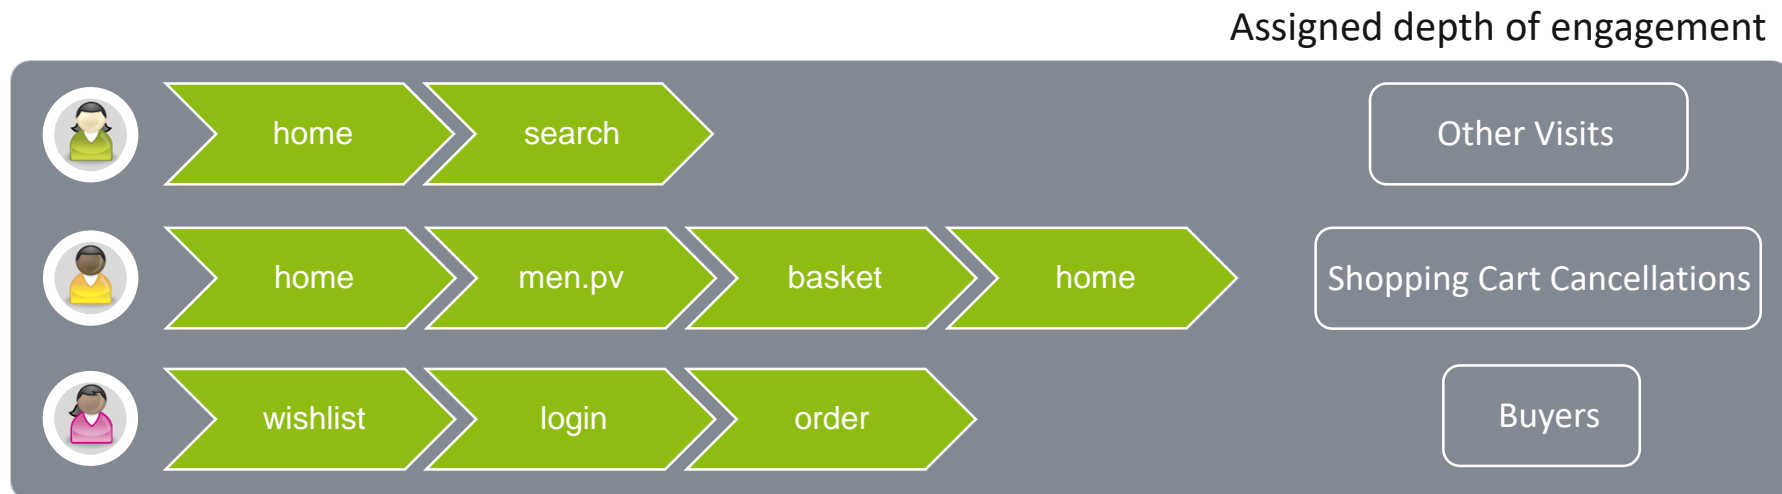 Assigned depth of engagement
home search Other Visits
home men.pv basket home Shopping Cart Cancellations
wishlist login order Buyers